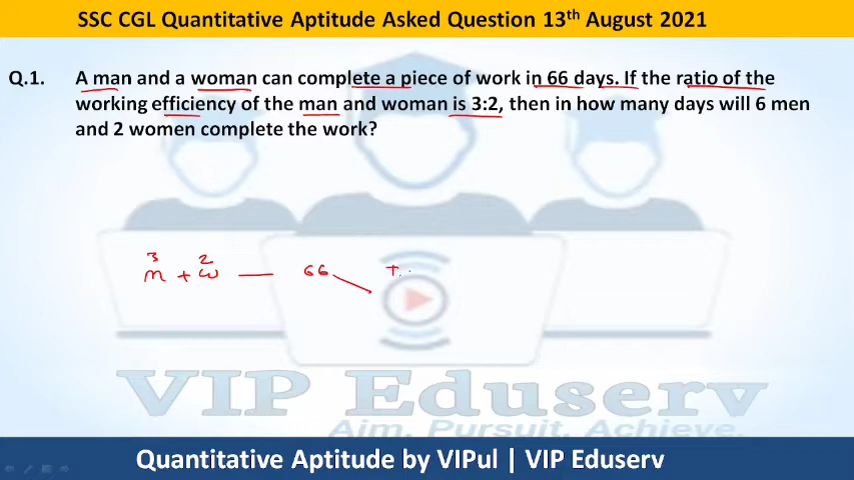 SSC CGL Quantitative Aptitude Asked Question 13th August 2021
Q.1. A man and a woman can complete a piece of work in 66 days. If the ratio of the
working efficiency of the man and woman is 3:2, then in how many days will 6 men
and 2 women complete the work?
3 2
m + w — 66 T.
VIP Eduserv
Aim. Pursuit. Achieve.
Quantitative Aptitude by VIPul | VIP Eduserv